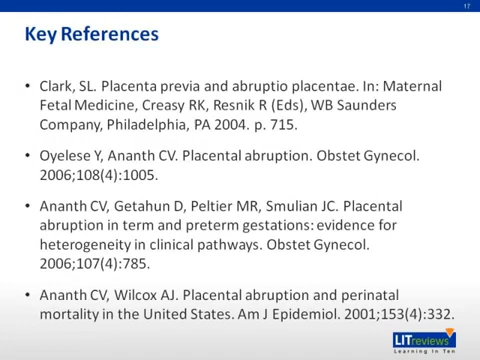 17
Key References
• Clark, SL. Placenta previa and abruptio placentae. In: Maternal
Fetal Medicine, Creasy RK, Resnik R (Eds), WB Saunders
Company, Philadelphia, PA 2004. p. 715.
• Oyelese Y, Ananth CV. Placental abruption. Obstet Gynecol.
2006;108(4):1005.
• Ananth CV, Getahun D, Peltier MR, Smulian JC. Placental
abruption in term and preterm gestations: evidence for
heterogeneity in clinical pathways. Obstet Gynecol.
2006;107(4):785.
• Ananth CV, Wilcox AJ. Placental abruption and perinatal
mortality in the United States. Am J Epidemiol. 2001;153(4):332.
LITreviews
Learning In Ten